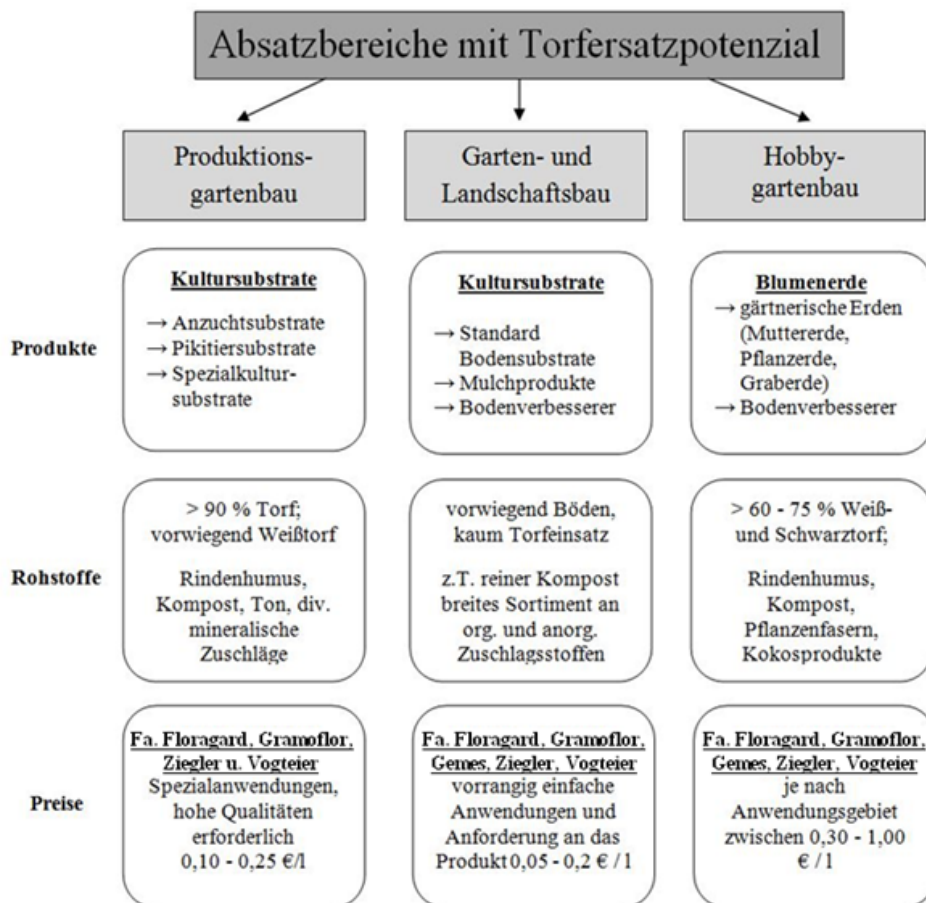 Absatzbereiche mit Torfersatzpotenzial
Produktions-
gartenbau
Garten- und
Landschaftsbau
Hobby-
gartenbau
Produkte
Kultursubstrate
→ Anzuchtsubstrate
→ Pikitiersubstrate
→ Spezialkultur-
substrate
Kultursubstrate
→ Standard
Bodensubstrate
→ Mulchprodukte
→ Bodenverbesserer
Blumenerde
→ gärtnerische Erden
(Muttererde,
Pflanzerde,
Graberde)
→ Bodenverbesserer
Rohstoffe
> 90 % Torf;
vorwiegend Weißtorf
Rindenhumus,
Kompost, Ton, div.
mineralische
Zuschläge
vorwiegend Böden,
kaum Torfeinsatz
z.T. reiner Kompost
breites Sortiment an
org. und anorg.
Zuschlagsstoffen
> 60 - 75 % Weiß-
und Schwarztorf;
Rindenhumus,
Kompost,
Pflanzenfasern,
Kokosprodukte
Preise
Fa. Floragard, Gramoflor,
Ziegler u. Vogteier
Spezialanwendungen,
hohe Qualitäten
erforderlich
0,10 - 0,25 €/l
Fa. Floragard, Gramoflor,
Gemes, Ziegler, Vogteier
vorrangig einfache
Anwendungen und
Anforderung an das
Produkt 0,05 - 0,2 € / l
Fa. Floragard, Gramoflor,
Gemes, Ziegler, Vogteier
je nach
Anwendungsgebiet
zwischen 0,30 - 1,00
€ / l